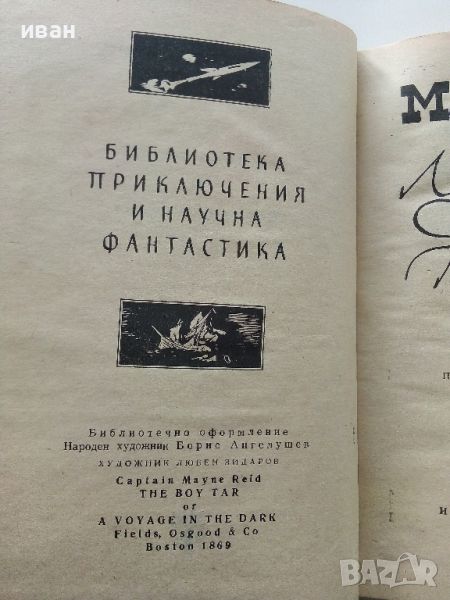 иван
БИБЛИОТЕКА
ПРИКЛЮЧЕНИЯ
И НАУЧНА
ФАНТАСТИКА
Библиотечно оформление
Народен художник Борис Ангелушев
ХУДОЖНИК ЛЮБЕН ЗИДАРОВ
Captain Mayne Reid
THE BOY TAR
or
A VOYAGE IN THE DARK
Fields, Osgood & Co
Boston 1869
М
п
и
BAZAR